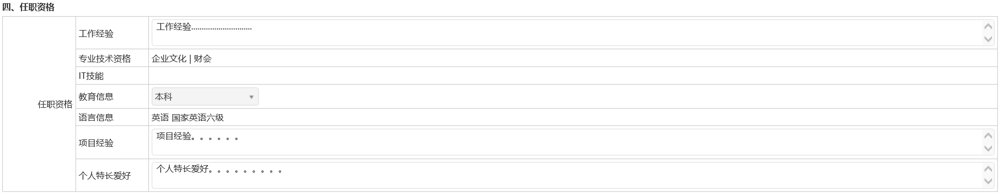 四、任职资格
任职资格
工作经验
工作经验............................
专业技术资格
企业文化 | 财会
IT技能
教育信息
本科
语言信息
英语 国家英语六级
项目经验
项目经验。。。。。。
个人特长爱好
个人特长爱好。。。。。。。。。